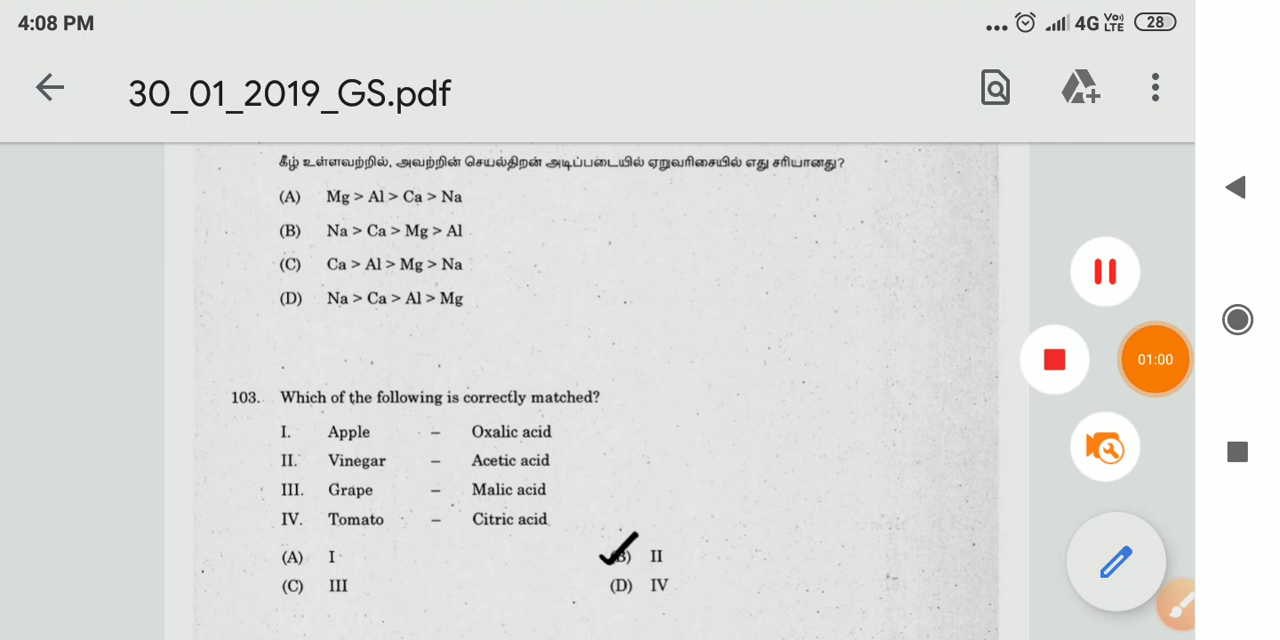 4:08 PM
... 4G Vo)) LTE 28
30_01_2019_GS.pdf
கீழ் உள்ளவற்றில், அவற்றின் செயல்திறன் அடிப்படையில் ஏறுவரிசையில் எது சரியானது?
(A) Mg > Al > Ca > Na
(B) Na > Ca > Mg > Al
(C) Ca > Al > Mg > Na
(D) Na > Ca > Al > Mg
01:00
103. Which of the following is correctly matched?
I. Apple – Oxalic acid
II. Vinegar – Acetic acid
III. Grape – Malic acid
IV. Tomato – Citric acid
(A) I (B) II
(C) III (D) IV